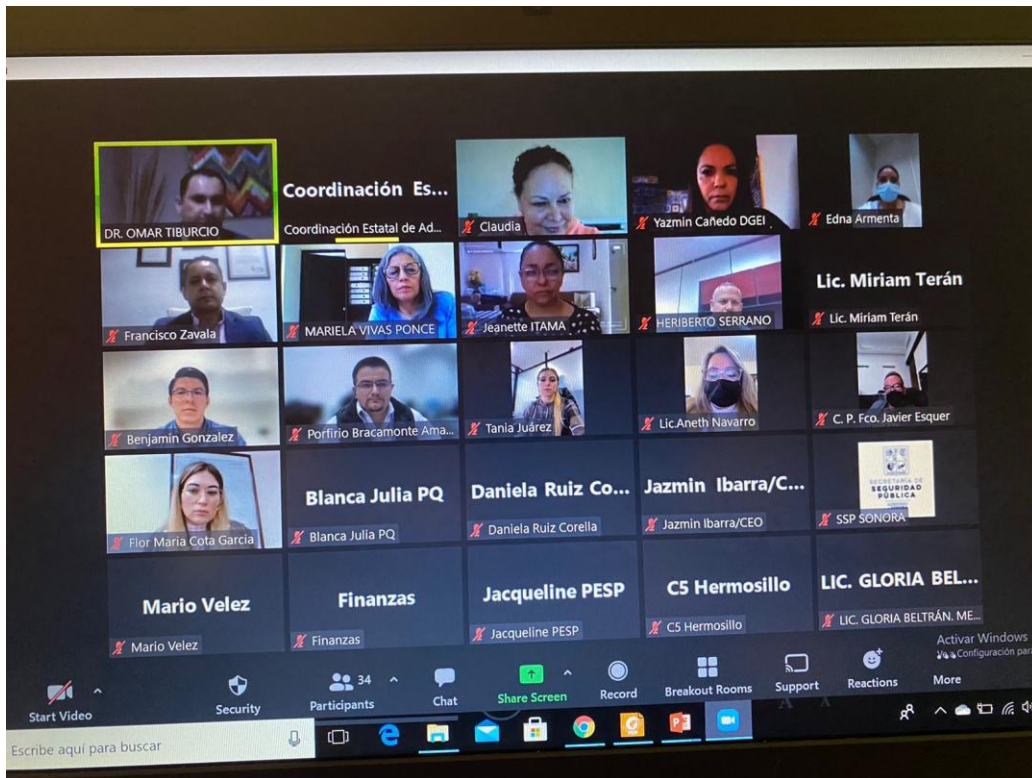 DR. OMAR TIBURCIO
Coordinación Es...
Coordinación Estatal de Ad...
Claudia
Yazmin Cañedo DGEI
Edna Armenta
Francisco Zavala
MARIELA VIVAS PONCE
Jeanette ITAMA
HERIBERTO SERRANO
Lic. Miriam Terán
Lic. Miriam Terán
Benjamin Gonzalez
Porfirio Bracamonte Ama...
Tania Juárez
Lic.Aneth Navarro
C. P. Fco. Javier Esquer
Flor Maria Cota Garcia
Blanca Julia PQ
Blanca Julia PQ
Daniela Ruiz Co...
Daniela Ruiz Corella
Jazmin Ibarra/C...
Jazmin Ibarra/CEO
SECRETARÍA DE
SEGURIDAD
PÚBLICA
SSP SONORA
Mario Velez
Mario Velez
Finanzas
Finanzas
Jacqueline PESP
Jacqueline PESP
C5 Hermosillo
C5 Hermosillo
LIC. GLORIA BEL...
LIC. GLORIA BELTRÁN. ME...
Activar Windows
Configuración para
Start Video
Security
Participants
34
Chat
Share Screen
Record
Breakout Rooms
Support
Reactions
More
Escribe aquí para buscar